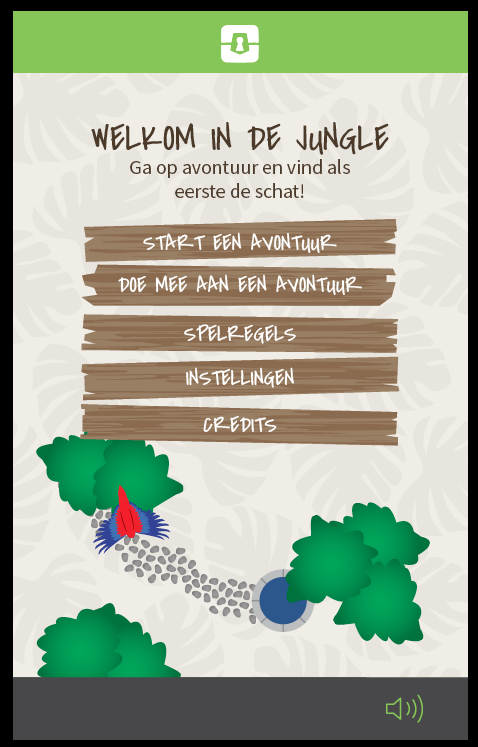 WELKOM IN DE JUNGLE
Ga op avontuur en vind als
eerste de schat!
START EEN AVONTUUR
DOE MEE AAN EEN AVONTUUR
SPELREGELS
INSTELLINGEN
CREDITS